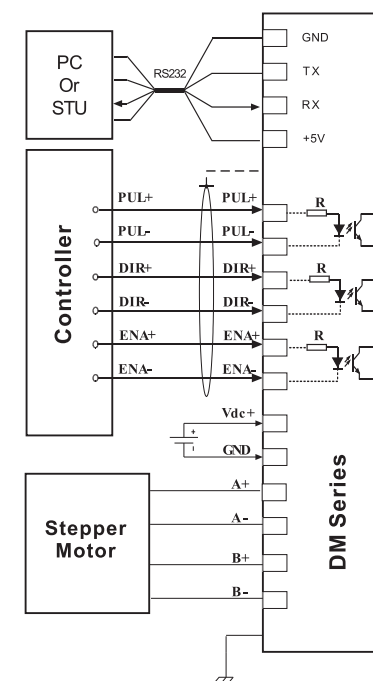 PC
Or
STU
RS232
GND
TX
RX
+5V
Controller
PUL+ PUL+ R
PUL- PUL-
DIR+ DIR+ R
DIR- DIR-
ENA+ ENA+ R
ENA- ENA-
Vdc+
+
-
GND
Stepper
Motor
A+
A-
B+
B-
DM Series